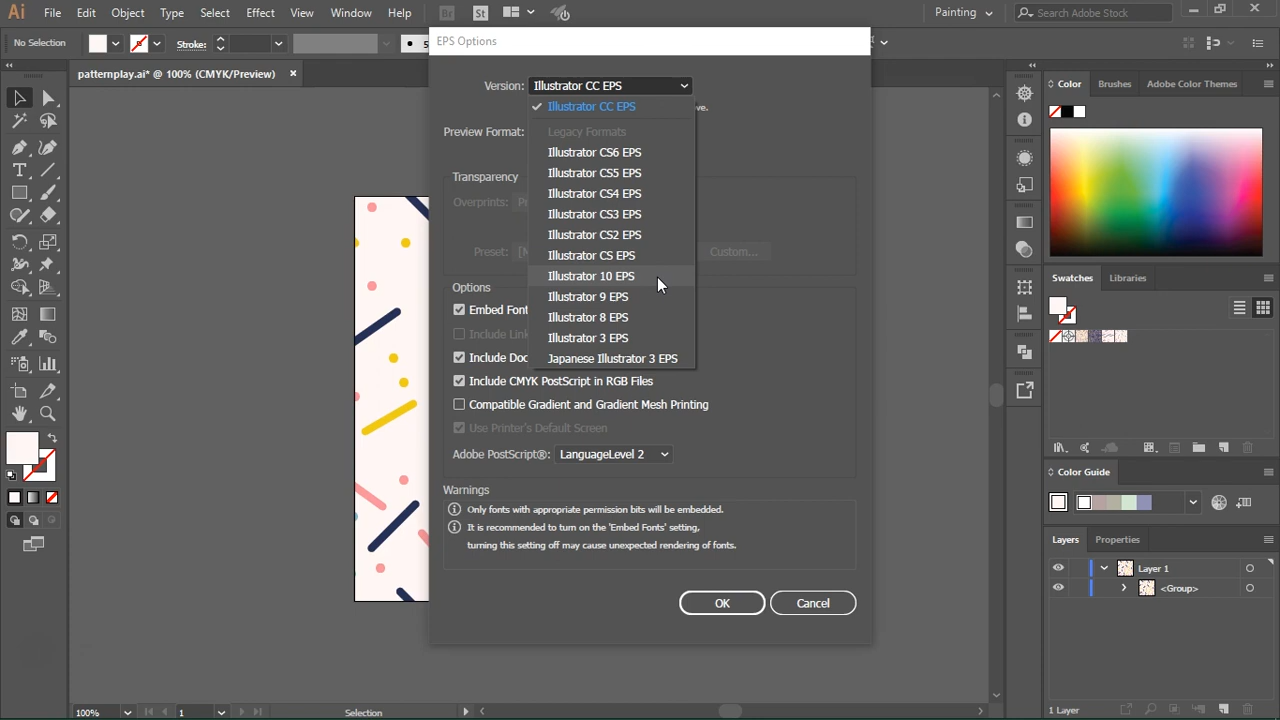 Ai File Edit Object Type Select Effect View Window Help Br St Painting Search Adobe Stock
No Selection Stroke: 5
EPS Options
patternplay.ai* @ 100% (CMYK/Preview)
Version: Illustrator CC EPS
Illustrator CC EPS
ve.
Preview Format:
Legacy Formats
Illustrator CS6 EPS
Illustrator CS5 EPS
Transparency
Illustrator CS4 EPS
Overprints:
Illustrator CS3 EPS
Illustrator CS2 EPS
Preset:
Custom...
Illustrator CS EPS
Illustrator 10 EPS
Options
Illustrator 9 EPS
Embed Fon
Illustrator 8 EPS
Include Lin
Illustrator 3 EPS
Include Doc
Japanese Illustrator 3 EPS
Include CMYK PostScript in RGB Files
Compatible Gradient and Gradient Mesh Printing
Use Printer's Default Screen
Adobe PostScript®: LanguageLevel 2
Warnings
Only fonts with appropriate permission bits will be embedded.
It is recommended to turn on the 'Embed Fonts' setting,
turning this setting off may cause unexpected rendering of fonts.
OK Cancel
Color Brushes Adobe Color Themes
Swatches Libraries
Color Guide
Layers Properties
Layer 1
<Group>
1 Layer
100% 1 Selection